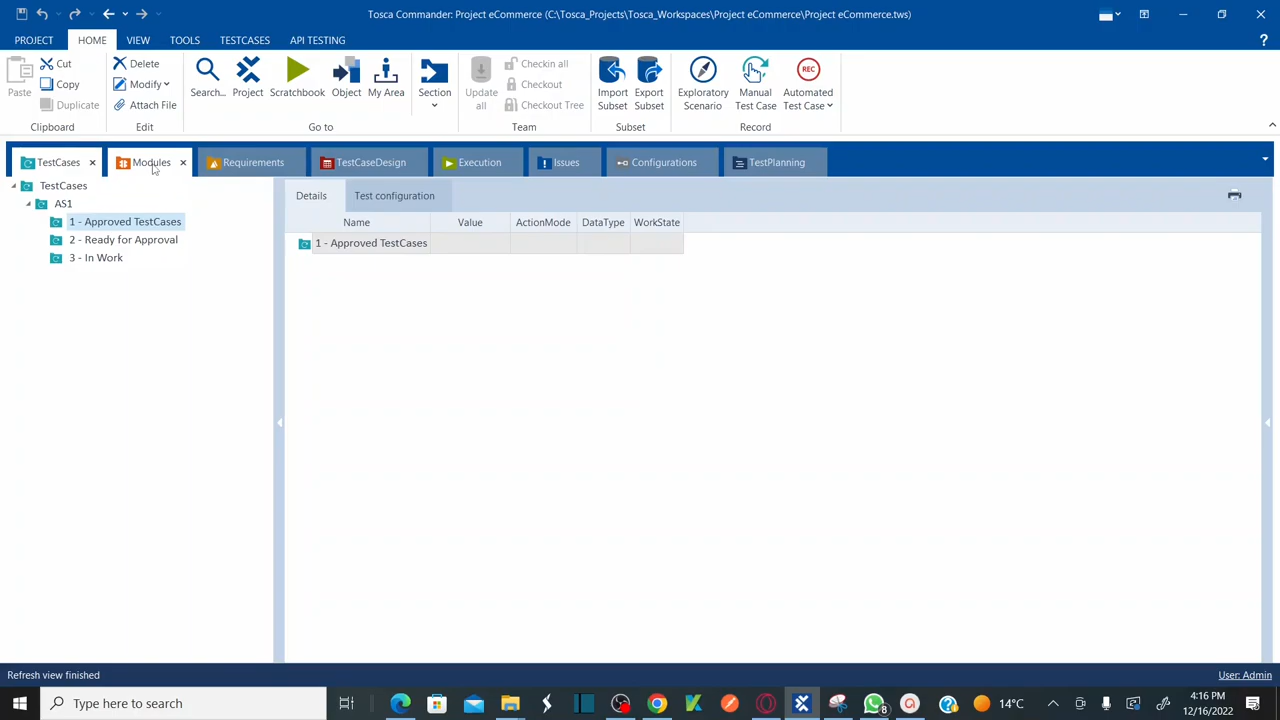 Tosca Commander: Project eCommerce (C:\Tosca_Projects\Tosca_Workspaces\Project eCommerce\Project eCommerce.tws)
PROJECT HOME VIEW TOOLS TESTCASES API TESTING ?
Paste Cut Copy Duplicate
Delete Modify Attach File
Search... Project Scratchbook Object My Area Section
Update all Checkin all Checkout Checkout Tree
Import Subset Export Subset
Exploratory Scenario Manual Test Case REC Automated Test Case
Clipboard Edit Go to Team Subset Record
TestCases Modules Requirements TestCaseDesign Execution Issues Configurations TestPlanning
TestCases
AS1
1 - Approved TestCases
2 - Ready for Approval
3 - In Work
Details Test configuration
Name Value ActionMode DataType WorkState
1 - Approved TestCases
Refresh view finished
User: Admin
Type here to search
8
14°C
4:16 PM
12/16/2022